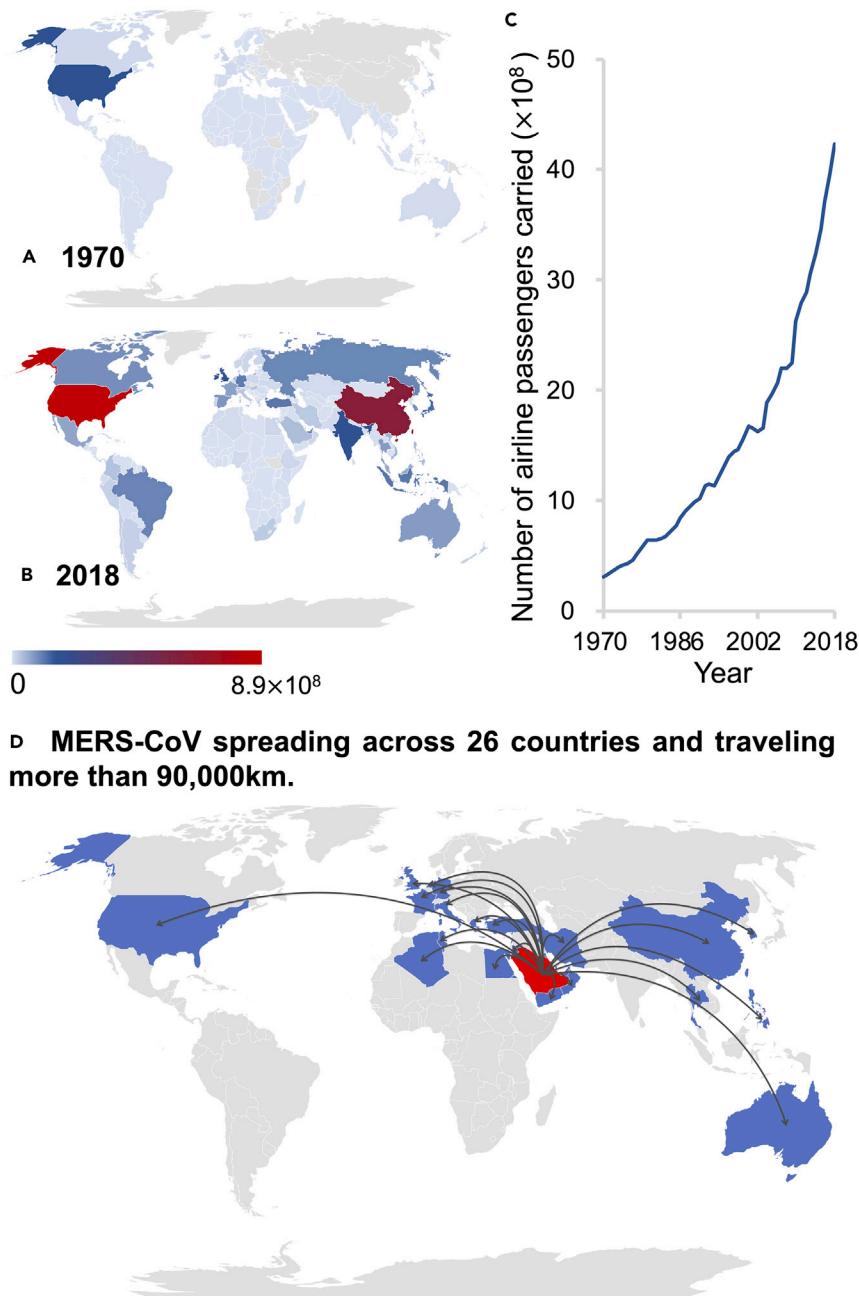 A 1970
B 2018
0 8.9×10⁸
C
Number of airline passengers carried (×10⁸)
50
40
30
20
10
0
1970 1986 2002 2018
Year
D MERS-CoV spreading across 26 countries and traveling
more than 90,000km.